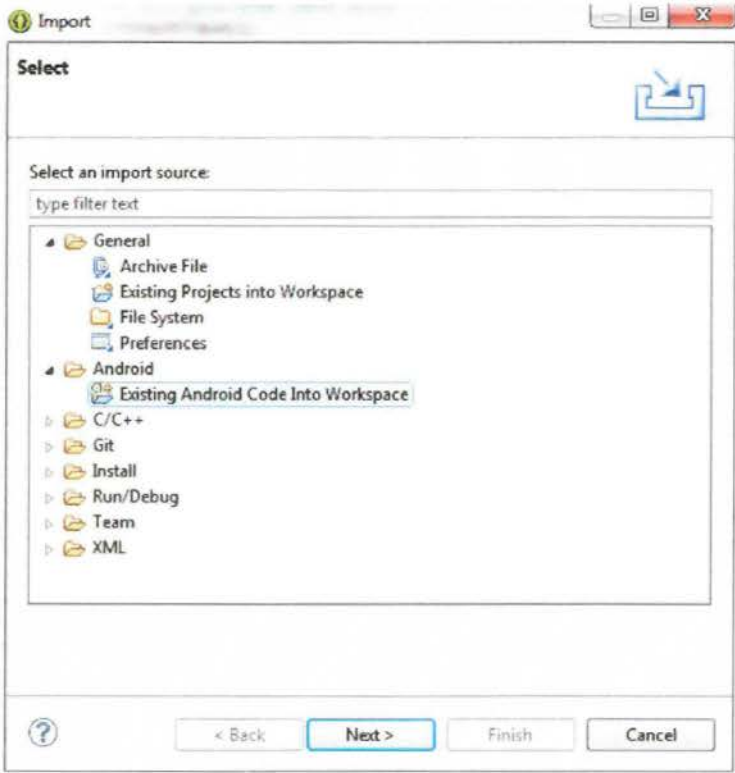 Import
Select
Select an import source:
type filter text
General
Archive File
Existing Projects into Workspace
File System
Preferences
Android
Existing Android Code Into Workspace
C/C++
Git
Install
Run/Debug
Team
XML
?
< Back Next > Finish Cancel